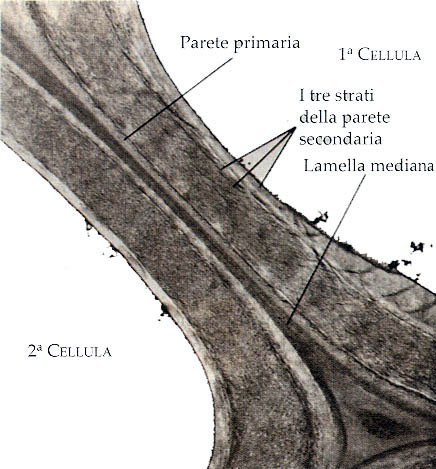 Parete primaria
1ª CELLULA
I tre strati
della parete
secondaria
Lamella mediana
2ª CELLULA